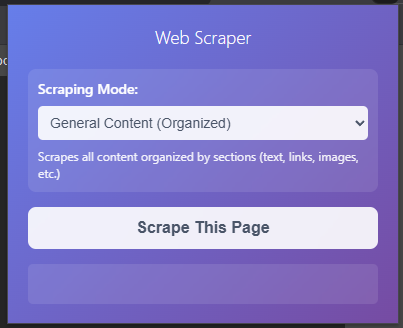 Web Scraper
Scraping Mode:
General Content (Organized)
Scrapes all content organized by sections (text, links, images,
etc.)
Scrape This Page